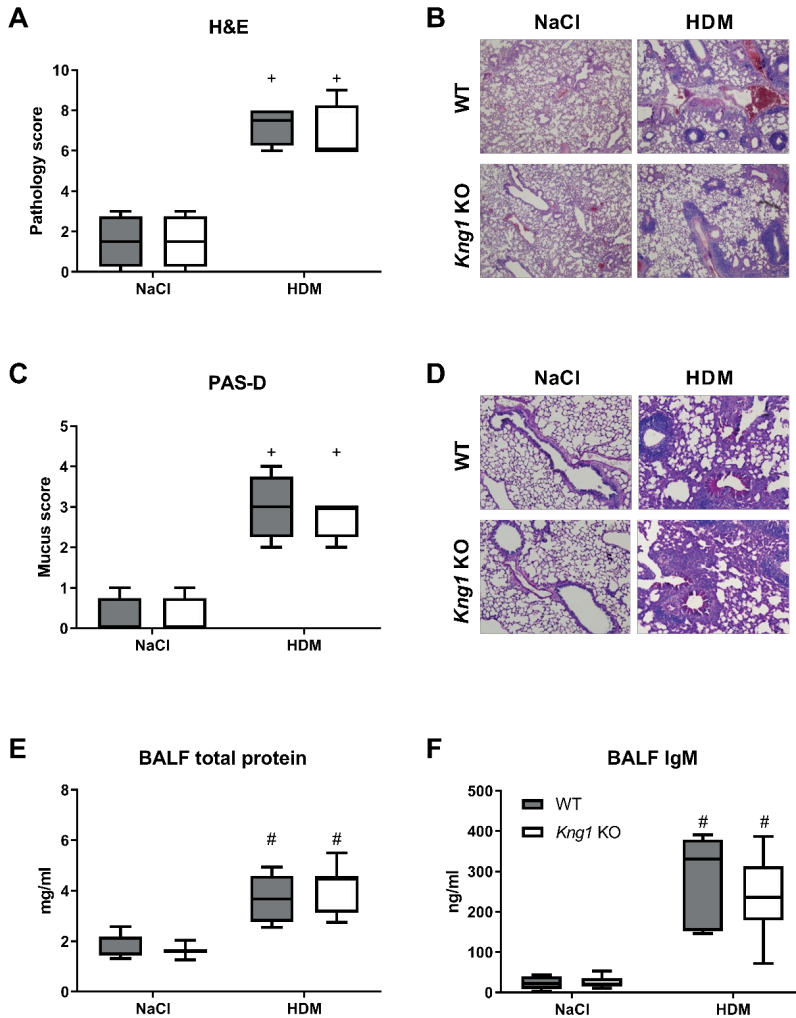 A
H&E
Pathology score
10
8
6
4
2
0
+
+
NaCl
HDM
B
NaCl
HDM
WT
Kng1 KO
C
PAS-D
Mucus score
5
4
3
2
1
0
+
+
NaCl
HDM
D
NaCl
HDM
WT
Kng1 KO
E
BALF total protein
mg/ml
8
6
4
2
0
#
#
NaCl
HDM
F
BALF IgM
ng/ml
500
400
300
200
100
0
WT
Kng1 KO
#
#
NaCl
HDM